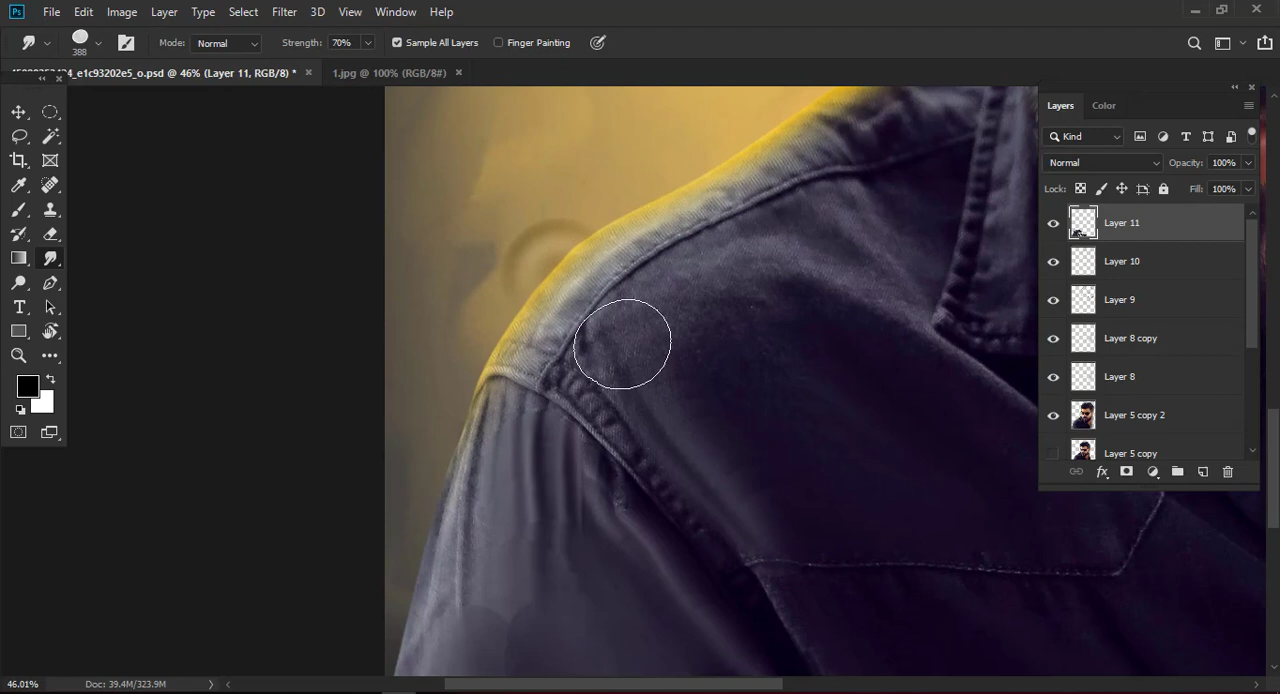 Ps File Edit Image Layer Type Select Filter 3D View Window Help
388 Mode: Normal Strength: 70% Sample All Layers Finger Painting
_e1c93202e5_o.psd @ 46% (Layer 11, RGB/8) * 1.jpg @ 100% (RGB/8#)
Layers Color
Kind
Normal Opacity: 100%
Lock: Fill: 100%
Layer 11
Layer 10
Layer 9
Layer 8 copy
Layer 8
Layer 5 copy 2
Layer 5 copy
fx
46.01% Doc: 39.4M/323.9M